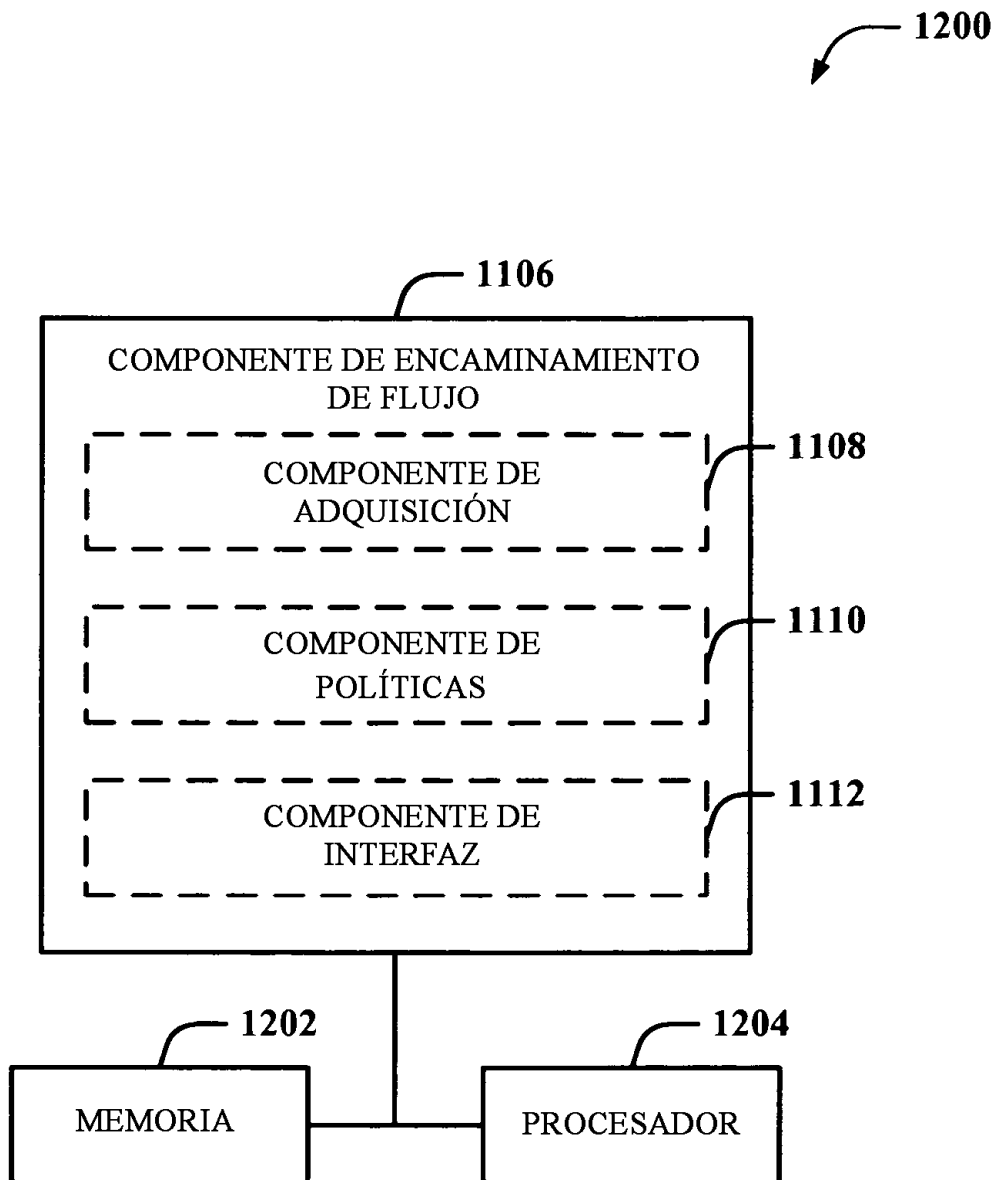 1200
1106
COMPONENTE DE ENCAMINAMIENTO
DE FLUJO
COMPONENTE DE
ADQUISICIÓN
1108
COMPONENTE DE
POLÍTICAS
1110
COMPONENTE DE
INTERFAZ
1112
1202
MEMORIA
1204
PROCESADOR